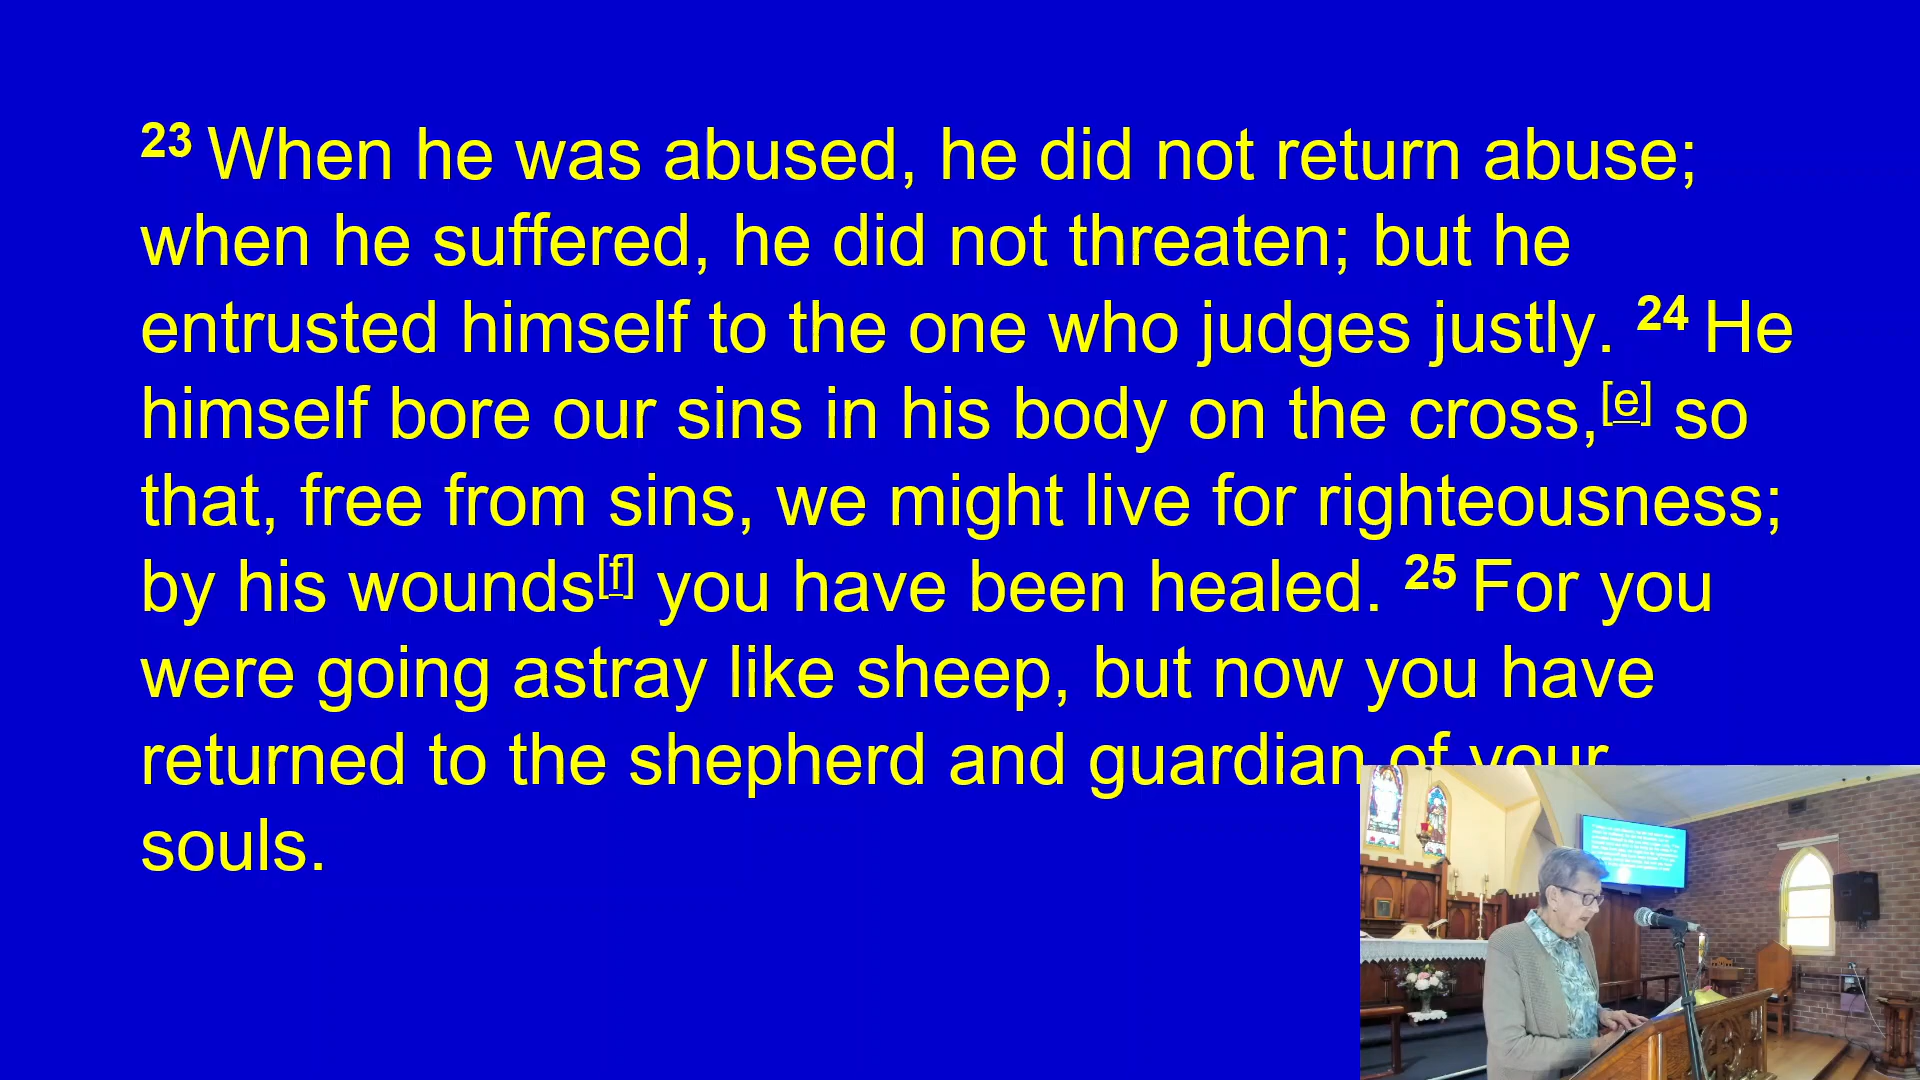 23 When he was abused, he did not return abuse;
when he suffered, he did not threaten; but he
entrusted himself to the one who judges justly. 24 He
himself bore our sins in his body on the cross,[e] so
that, free from sins, we might live for righteousness;
by his wounds[f] you have been healed. 25 For you
were going astray like sheep, but now you have
returned to the shepherd and guardian of your
souls.